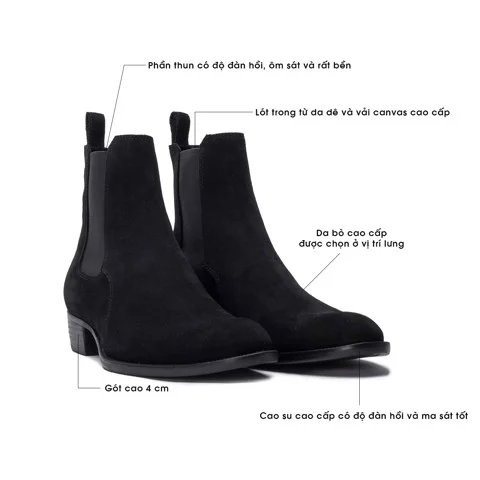 Phần thun có độ đàn hồi, ôm sát và rất bền
Lót trong từ da dê và vải canvas cao cấp
Da bò cao cấp
được chọn ở vị trí lưng
Gót cao 4 cm
Cao su cao cấp có độ đàn hồi và ma sát tốt